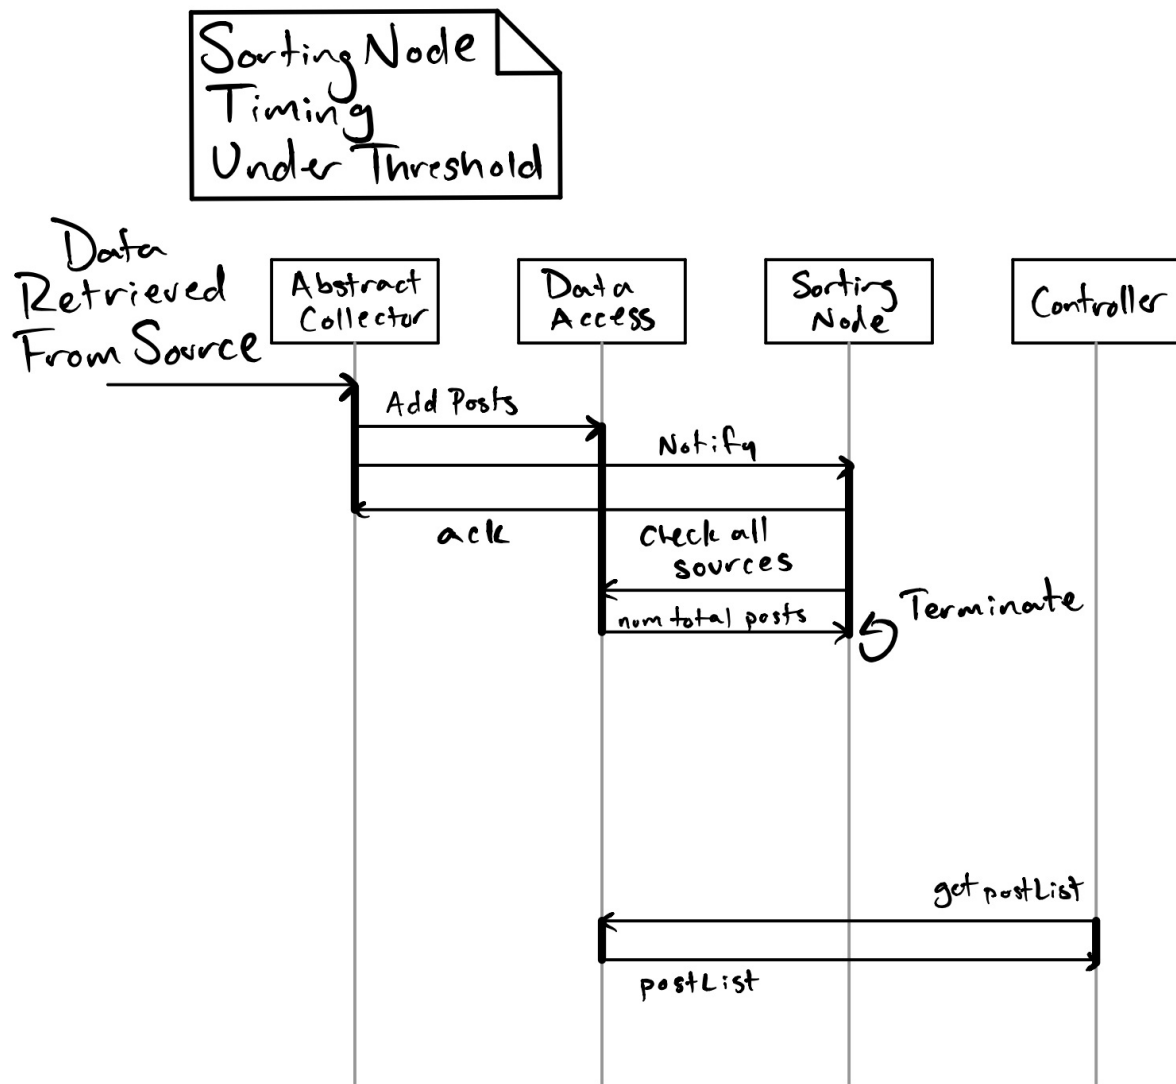 Sorting Node
Timing
Under Threshold
Data
Retrieved
From Source
Abstract
Collector
Data
Access
Sorting
Node
Controller
Add Posts
Notify
ack
Check all
sources
num total posts
Terminate
get postList
postList